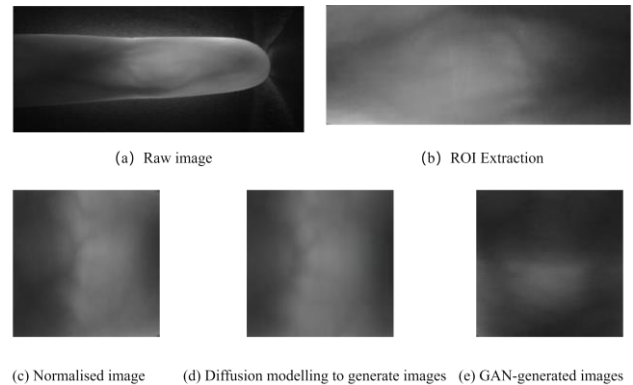 (a) Raw image
(b) ROI Extraction
(c) Normalised image
(d) Diffusion modelling to generate images
(e) GAN-generated images